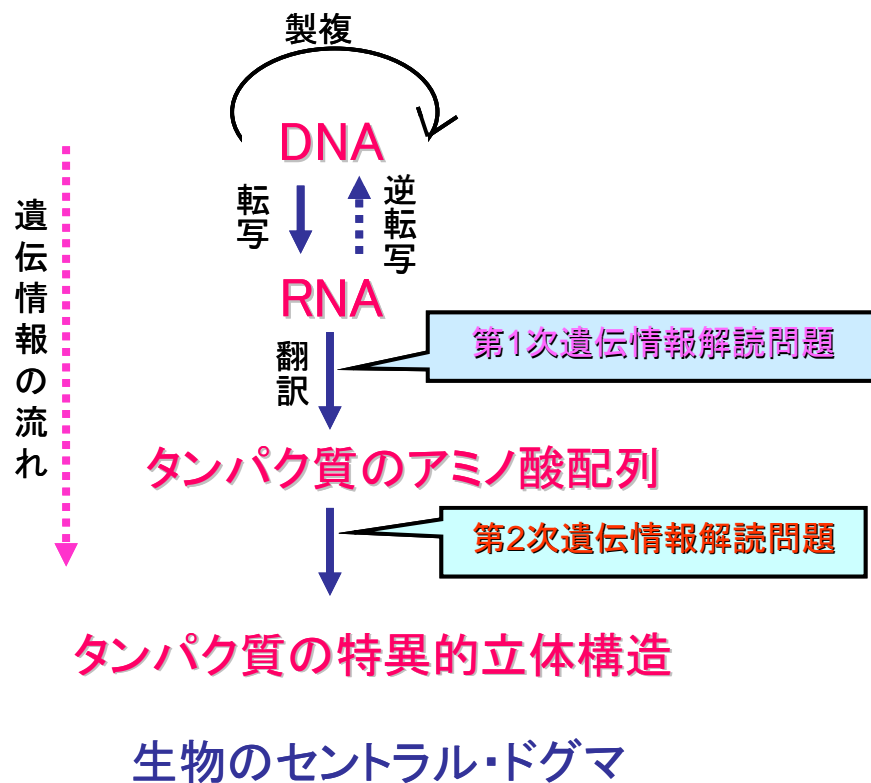 製複
DNA
転写
逆転写
遺伝情報の流れ
RNA
翻訳
第1次遺伝情報解読問題
タンパク質のアミノ酸配列
第2次遺伝情報解読問題
タンパク質の特異的立体構造
生物のセントラル・ドグマ